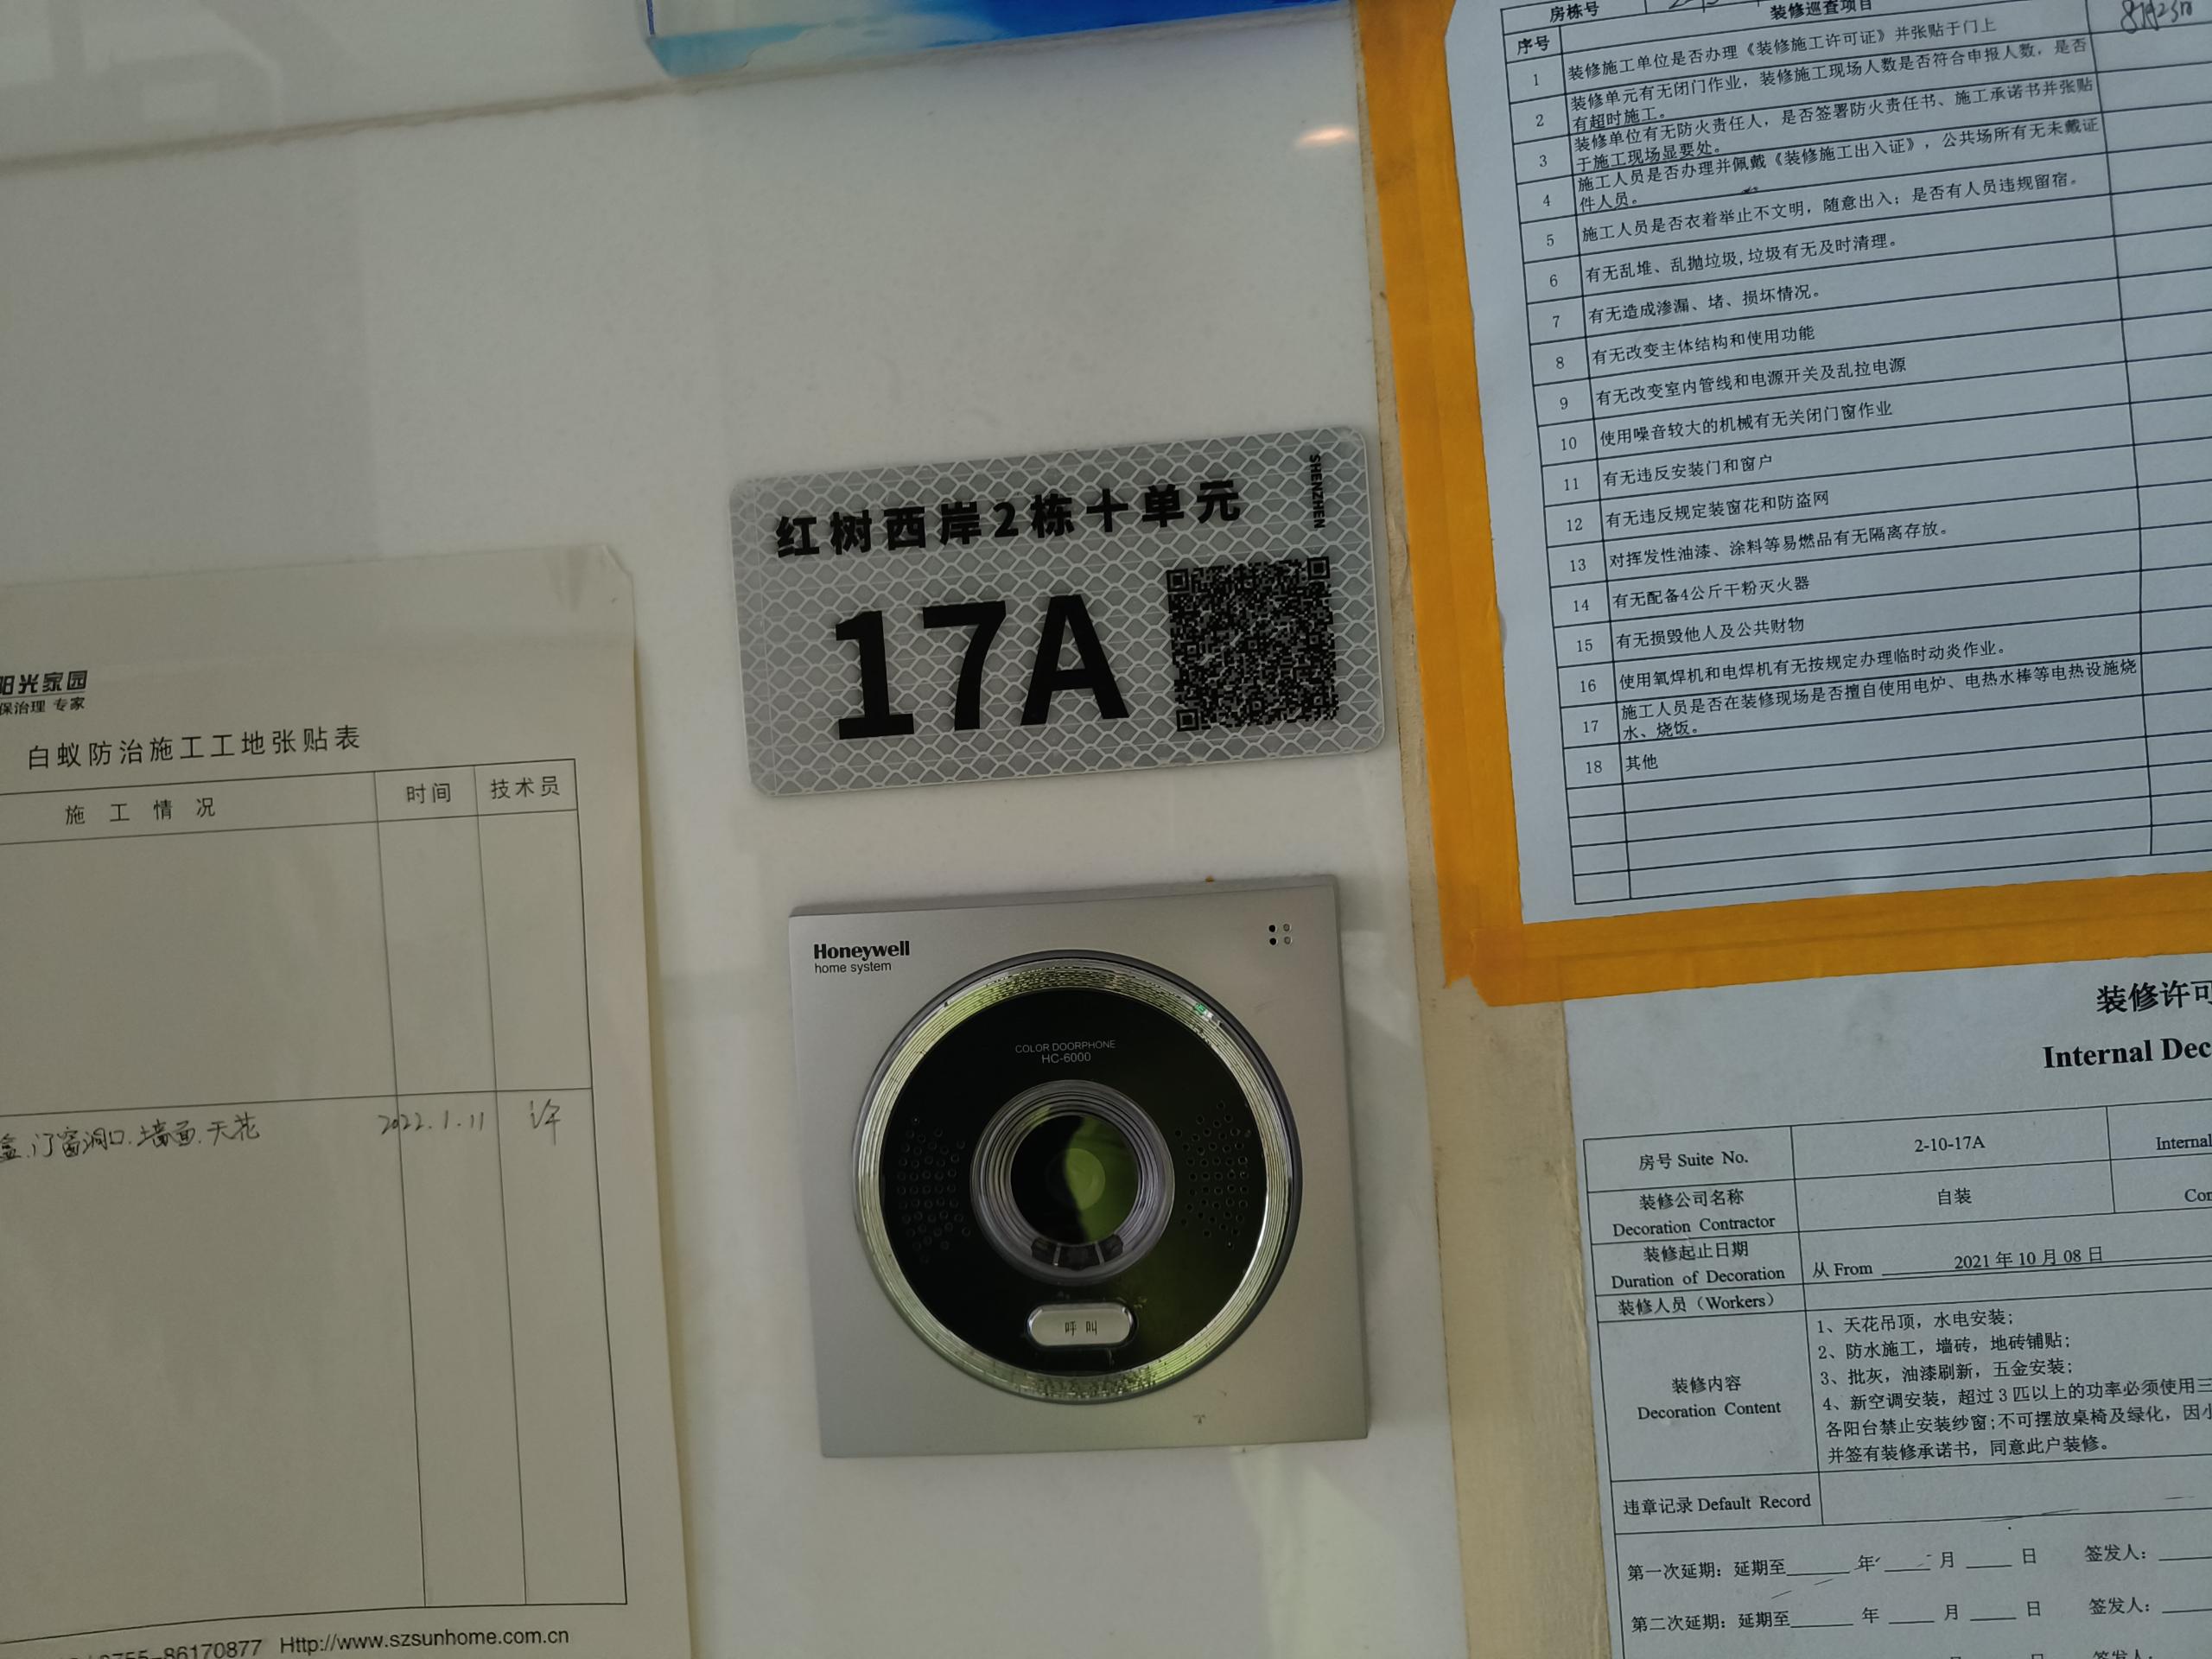 阳光家园
保治理 专家
白蚁防治施工工地张贴表
施 工 情 况 时间 技术员
门窗洞口.墙面.天花 2022.1.11 许
0755-86170877 Http://www.szsunhome.com.cn
红树西岸2栋十单元
SHENZHEN
17A
Honeywell
home system
COLOR DOORPHONE
HC-6000
呼叫
房栋号
序号 装修巡查项目
1 装修施工单位是否办理《装修施工许可证》并张贴于门上
2 装修单元有无闭门作业，装修施工现场人数是否符合申报人数，是否
有超时施工。
3 装修单位有无防火责任人，是否签署防火责任书、施工承诺书并张贴
于施工现场显要处。
4 施工人员是否办理并佩戴《装修施工出入证》，公共场所有无未戴证
件人员。
5 施工人员是否衣着举止不文明，随意出入；是否有人员违规留宿。
6 有无乱堆、乱抛垃圾,垃圾有无及时清理。
7 有无造成渗漏、堵、损坏情况。
8 有无改变主体结构和使用功能
9 有无改变室内管线和电源开关及乱拉电源
10 使用噪音较大的机械有无关闭门窗作业
11 有无违反安装门和窗户
12 有无违反规定装窗花和防盗网
13 对挥发性油漆、涂料等易燃品有无隔离存放。
14 有无配备4公斤干粉灭火器
15 有无损毁他人及公共财物
16 使用氧焊机和电焊机有无按规定办理临时动炎作业。
17 施工人员是否在装修现场是否擅自使用电炉、电热水棒等电热设施烧
水、烧饭。
18 其他
装修许可
Internal Dec
房号 Suite No. 2-10-17A Internal
装修公司名称
Decoration Contractor 自装 Cor
装修起止日期
Duration of Decoration 从 From 2021 年 10 月 08 日
装修人员（Workers）
装修内容
Decoration Content
1、天花吊顶，水电安装；
2、防水施工，墙砖，地砖铺贴；
3、批灰，油漆刷新，五金安装；
4、新空调安装，超过 3 匹以上的功率必须使用三
各阳台禁止安装纱窗;不可摆放桌椅及绿化，因小
并签有装修承诺书，同意此户装修。
违章记录 Default Record
第一次延期：延期至 年 月 日 签发人：
第二次延期：延期至 年 月 日 签发人：
签发人：